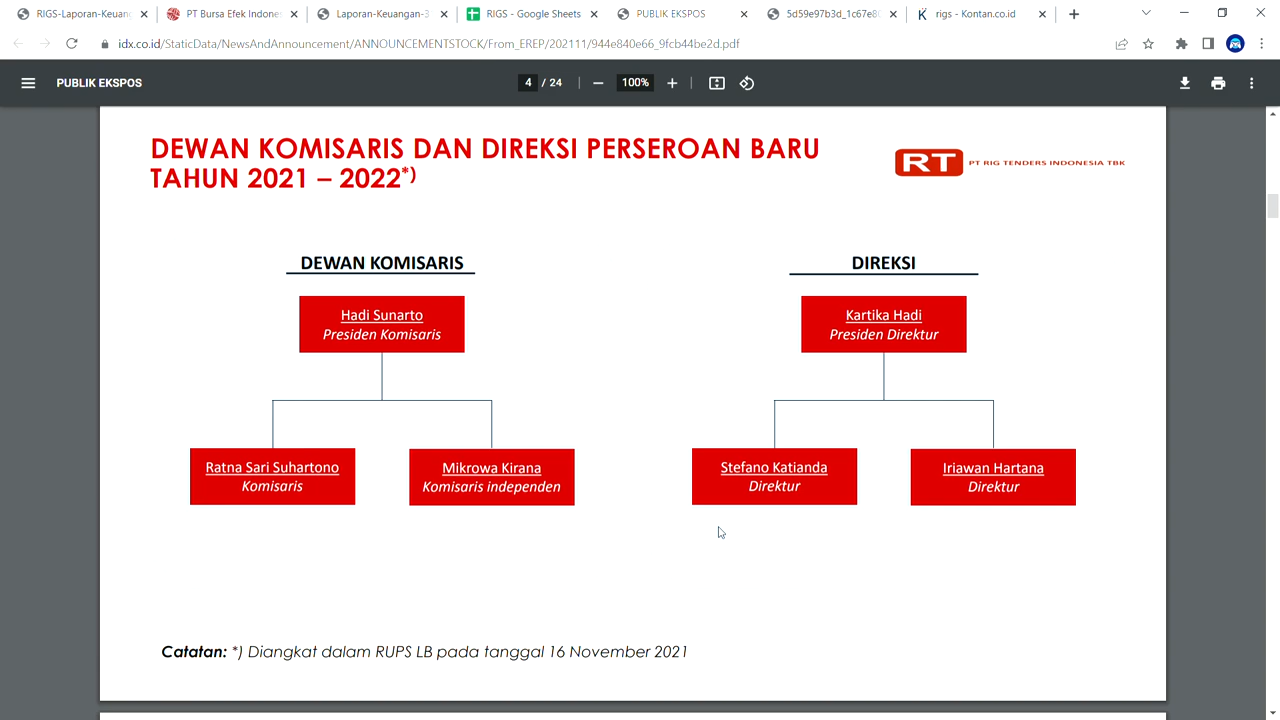 RIGS-Laporan-Keuang
PT Bursa Efek Indones
Laporan-Keuangan-3
RIGS - Google Sheets
PUBLIK EKSPOS
5d59e97b3d_1c67e8
rigs - Kontan.co.id
idx.co.id/StaticData/NewsAndAnnouncement/ANNOUNCEMENTSTOCK/From_EREP/202111/944e840e66_9fcb44be2d.pdf
PUBLIK EKSPOS
4 / 24
100%
DEWAN KOMISARIS DAN DIREKSI PERSEROAN BARU
TAHUN 2021 – 2022*)
RT PT RIG TENDERS INDONESIA TBK
DEWAN KOMISARIS
Hadi Sunarto
Presiden Komisaris
Ratna Sari Suhartono
Komisaris
Mikrowa Kirana
Komisaris independen
DIREKSI
Kartika Hadi
Presiden Direktur
Stefano Katianda
Direktur
Iriawan Hartana
Direktur
Catatan: *) Diangkat dalam RUPS LB pada tanggal 16 November 2021